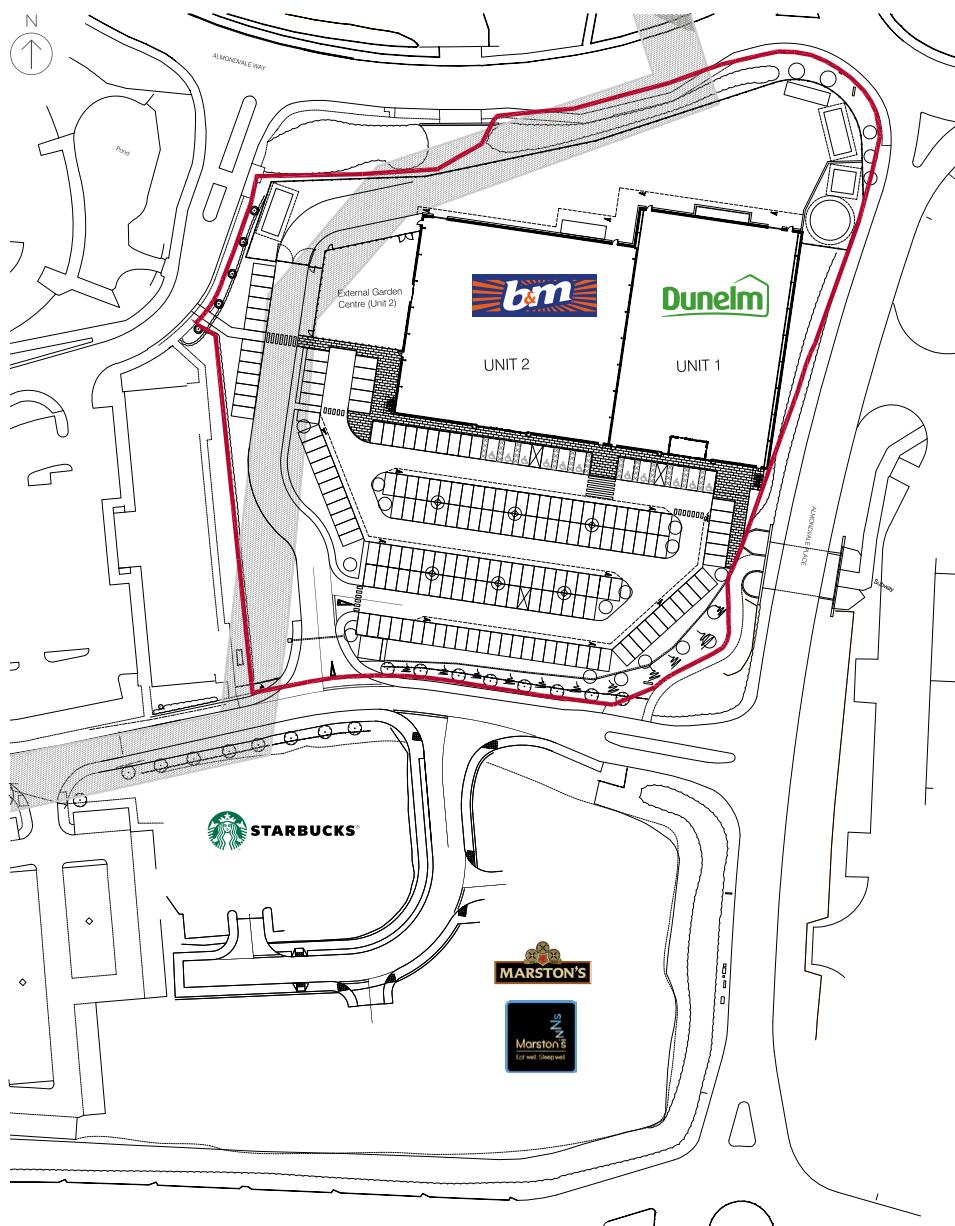 N
ALMONDVALE WAY
Pond
External Garden
Centre (Unit 2)
b&m
Dunelm
UNIT 2
UNIT 1
ALMONDVALE PLACE
Subway
STARBUCKS
MARSTON'S
Marston's
INNS
Eat well. Sleep well.